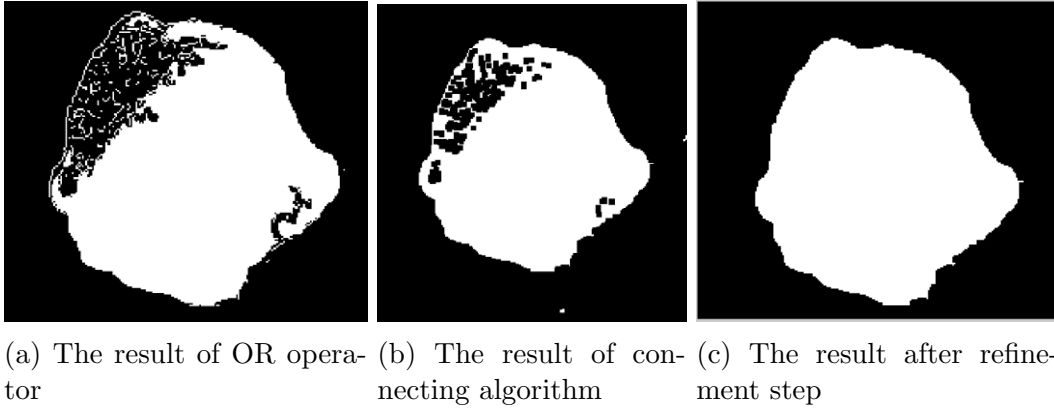 (a) The result of OR opera-
tor
(b) The result of con-
necting algorithm
(c) The result after refine-
ment step